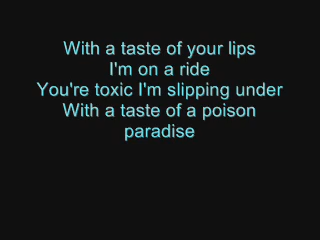 With a taste of your lips
I'm on a ride
You're toxic I'm slipping under
With a taste of a poison
paradise